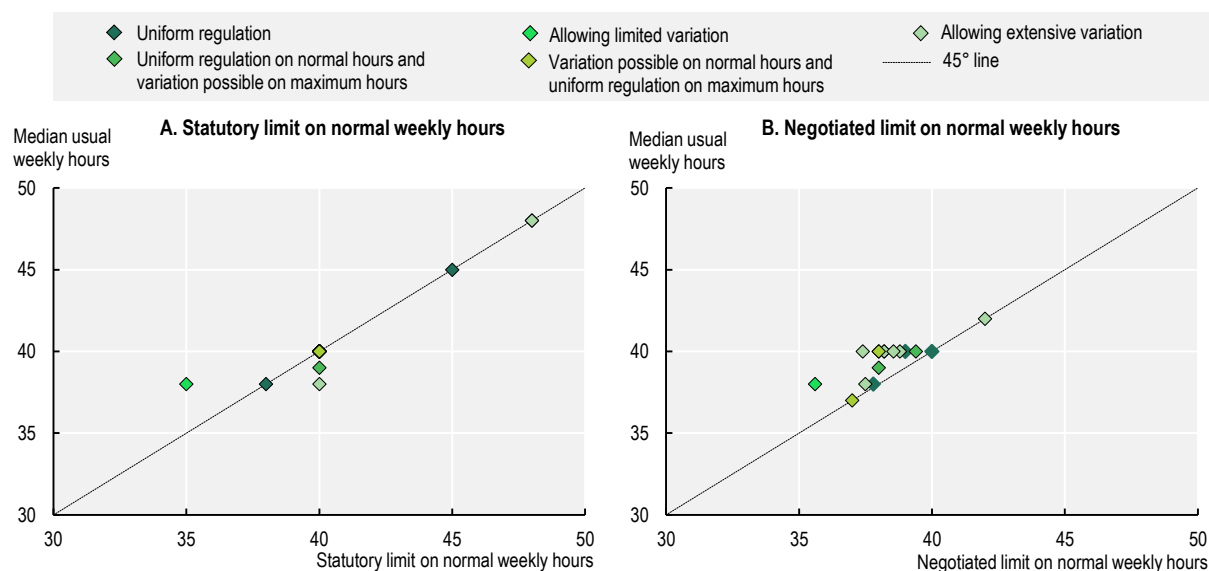 Uniform regulation
Allowing limited variation
Allowing extensive variation
Uniform regulation on normal hours and
variation possible on maximum hours
Variation possible on normal hours and
uniform regulation on maximum hours
45° line
A. Statutory limit on normal weekly hours
Median usual
weekly hours
50
45
40
35
30
30
35
40
45
50
Statutory limit on normal weekly hours
B. Negotiated limit on normal weekly hours
Median usual
weekly hours
50
45
40
35
30
30
35
40
45
50
Negotiated limit on normal weekly hours